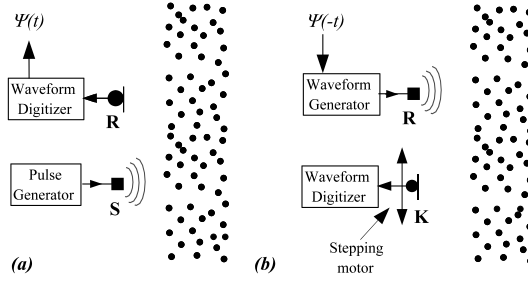 Ψ(t)
Waveform
Digitizer
R
Pulse
Generator
S
(a)
Ψ(-t)
Waveform
Generator
R
Waveform
Digitizer
K
Stepping
motor
(b)